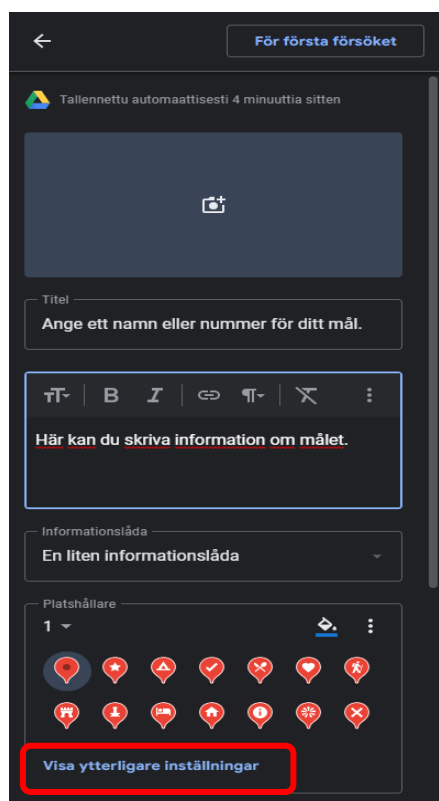 För första försöket
Tallennettu automaattisesti 4 minuuttia sitten
Titel
Ange ett namn eller nummer för ditt mål.
Här kan du skriva information om målet.
Informationslåda
En liten informationslåda
Platshållare
1
Visa ytterligare inställningar